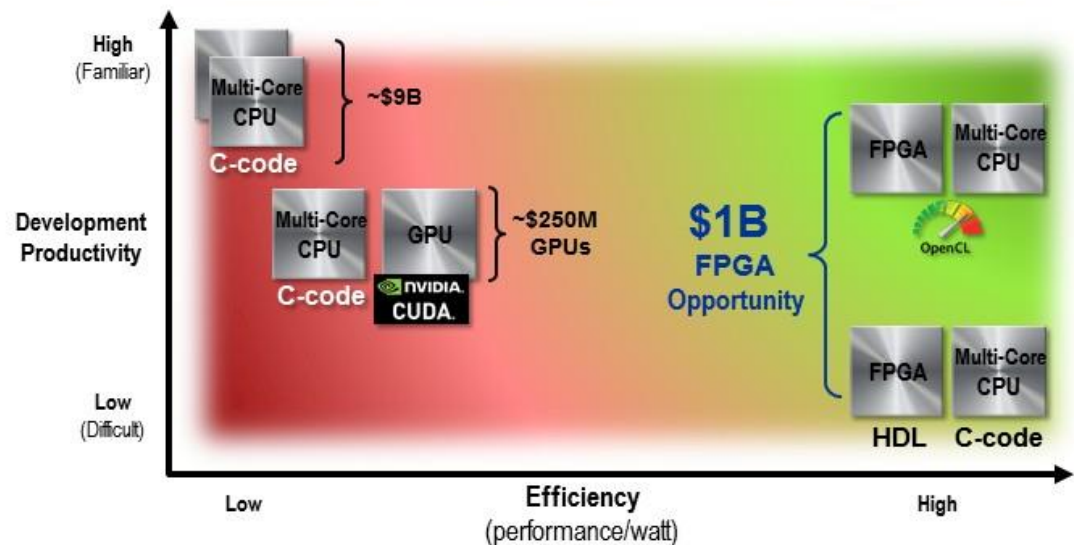 High
(Familiar)
Multi-Core
CPU
C-code
~$9B
Development
Productivity
Multi-Core
CPU
C-code
GPU
NVIDIA.
CUDA.
~$250M
GPUs
$1B
FPGA
Opportunity
FPGA
Multi-Core
CPU
OpenCL
FPGA
Multi-Core
CPU
HDL
C-code
Low
(Difficult)
Low
Efficiency
(performance/watt)
High